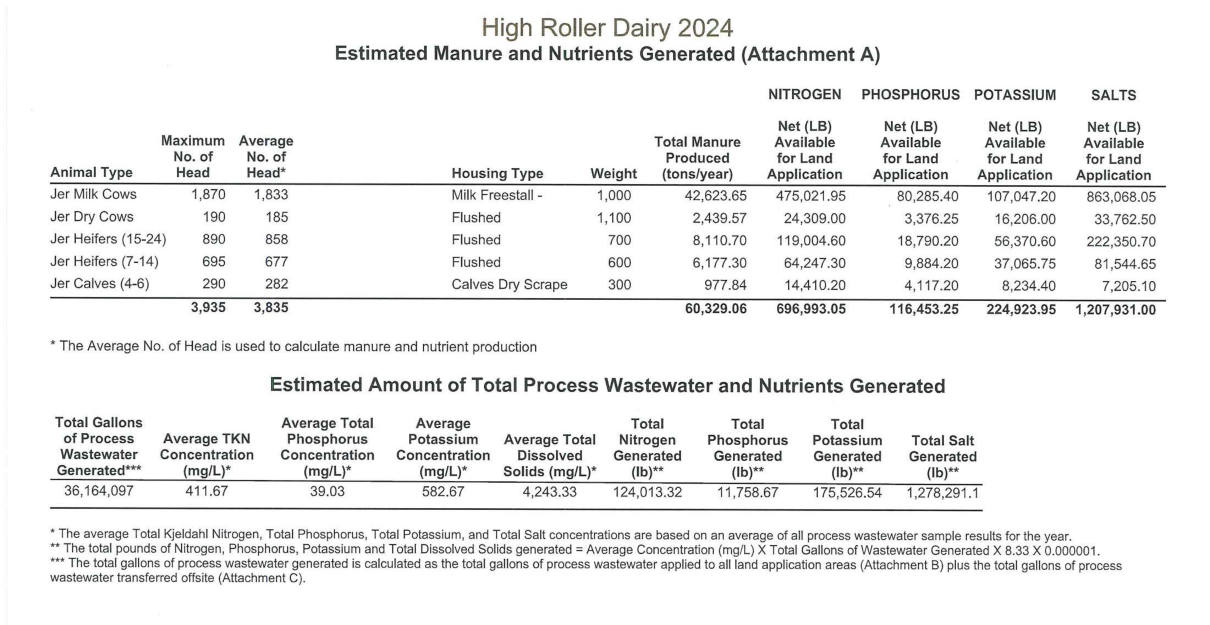 High Roller Dairy 2024
Estimated Manure and Nutrients Generated (Attachment A)
NITROGEN PHOSPHORUS POTASSIUM SALTS
Animal Type Maximum No. of Head Average No. of Head* Housing Type Weight Total Manure Produced (tons/year) Net (LB) Available for Land Application Net (LB) Available for Land Application Net (LB) Available for Land Application Net (LB) Available for Land Application
Jer Milk Cows 1,870 1,833 Milk Freestall - 1,000 42,623.65 475,021.95 80,285.40 107,047.20 863,068.05
Jer Dry Cows 190 185 Flushed 1,100 2,439.57 24,309.00 3,376.25 16,206.00 33,762.50
Jer Heifers (15-24) 890 858 Flushed 700 8,110.70 119,004.60 18,790.20 56,370.60 222,350.70
Jer Heifers (7-14) 695 677 Flushed 600 6,177.30 64,247.30 9,884.20 37,065.75 81,544.65
Jer Calves (4-6) 290 282 Calves Dry Scrape 300 977.84 14,410.20 4,117.20 8,234.40 7,205.10
3,935 3,835 60,329.06 696,993.05 116,453.25 224,923.95 1,207,931.00
* The Average No. of Head is used to calculate manure and nutrient production
Estimated Amount of Total Process Wastewater and Nutrients Generated
Total Gallons of Process Wastewater Generated*** Average TKN Concentration (mg/L)* Average Total Phosphorus Concentration (mg/L)* Average Potassium Concentration (mg/L)* Average Total Dissolved Solids (mg/L)* Total Nitrogen Generated (lb)** Total Phosphorus Generated (lb)** Total Potassium Generated (lb)** Total Salt Generated (lb)**
36,164,097 411.67 39.03 582.67 4,243.33 124,013.32 11,758.67 175,526.54 1,278,291.1
* The average Total Kjeldahl Nitrogen, Total Phosphorus, Total Potassium, and Total Salt concentrations are based on an average of all process wastewater sample results for the year.
** The total pounds of Nitrogen, Phosphorus, Potassium and Total Dissolved Solids generated = Average Concentration (mg/L) X Total Gallons of Wastewater Generated X 8.33 X 0.000001.
*** The total gallons of process wastewater generated is calculated as the total gallons of process wastewater applied to all land application areas (Attachment B) plus the total gallons of process
wastewater transferred offsite (Attachment C).